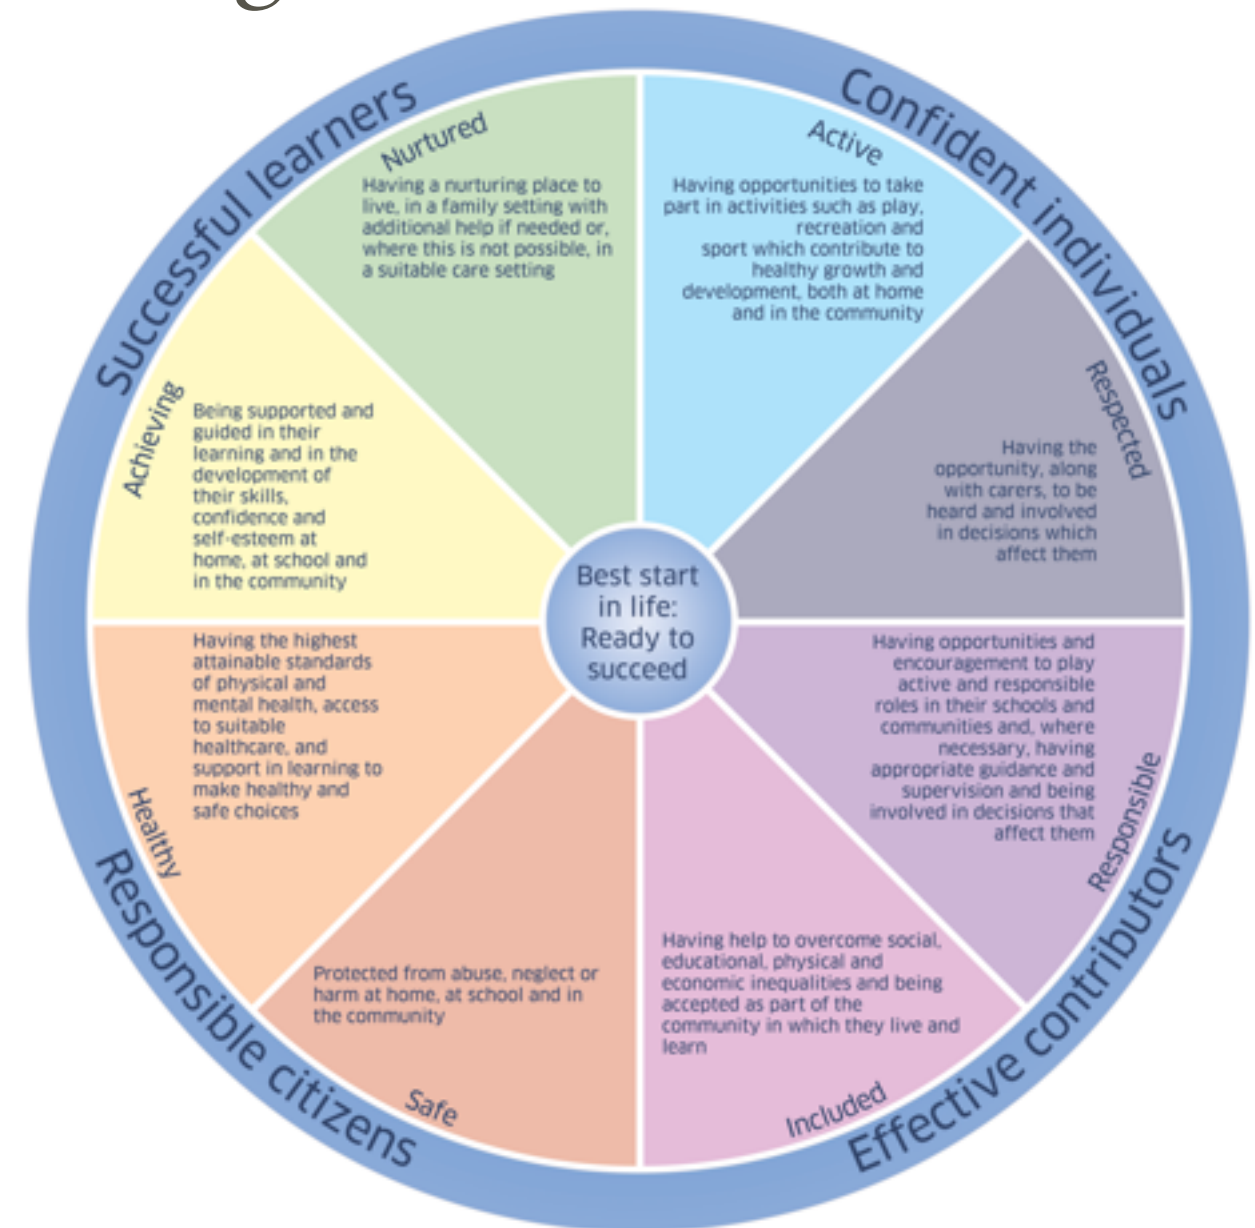 Successful learners
Confident individuals
Nurtured
Having a nurturing place to
live, in a family setting with
additional help if needed or,
where this is not possible, in
a suitable care setting
Active
Having opportunities to take
part in activities such as play,
recreation and
sport which contribute to
healthy growth and
development, both at home
and in the community
Achieving
Being supported and
guided in their
learning and in the
development of
their skills,
confidence and
self-esteem at
home, at school and
in the community
Respected
Having the
opportunity, along
with carers, to be
heard and involved
in decisions which
affect them
Best start
in life:
Ready to
succeed
Healthy
Having the highest
attainable standards
of physical and
mental health, access
to suitable
healthcare, and
support in learning to
make healthy and
safe choices
Responsible
Having opportunities and
encouragement to play
active and responsible
roles in their schools and
communities and, where
necessary, having
appropriate guidance and
supervision and being
involved in decisions that
affect them
Protected from abuse, neglect or
harm at home, at school and in
the community
Safe
Having help to overcome social,
educational, physical and
economic inequalities and being
accepted as part of the
community in which they live and
learn
Included
Responsible citizens
Effective contributors